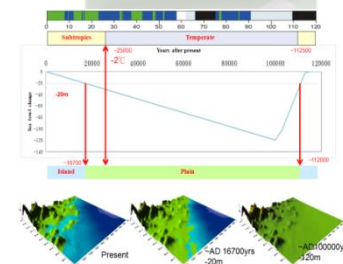 0 10 20 30 40 50 60 70 80 90 100 110 120
Subtropics Temperate
~25000 Years after present ~112500
-2℃
0 20000 40000 60000 80000 100000 120000
-20m
Sea level change
-140
~16700 ~112000
Island Plain
Present
~AD 16700yrs
-20m
~AD100000y
-120m